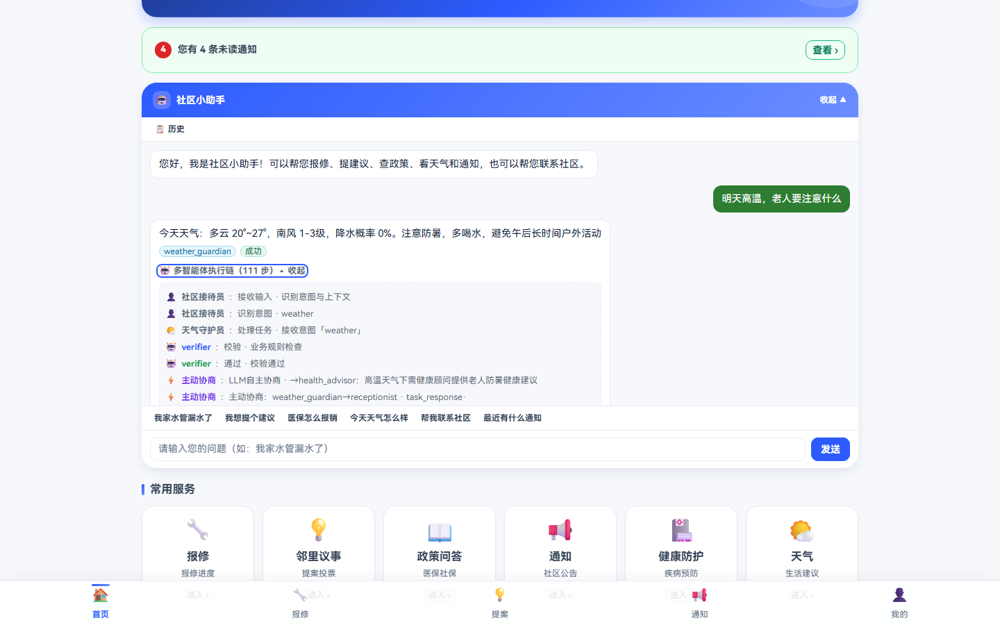 4 您有 4 条未读通知 查看 ›
社区小助手 收起 ▲
历史
您好，我是社区小助手！可以帮您报修、提建议、查政策、看天气和通知，也可以帮您联系社区。
明天高温，老人要注意什么
今天天气：多云 20°~27°，南风 1-3级，降水概率 0%。注意防暑，多喝水，避免午后长时间户外活动
weather_guardian 成功
多智能体执行链（111 步） ▲ 收起
社区接待员 ： 接收输入 · 识别意图与上下文
社区接待员 ： 识别意图 · weather
天气守护员 ： 处理任务 · 接收意图「weather」
verifier ： 校验 · 业务规则检查
verifier ： 通过 · 校验通过
主动协商 ： LLM自主协商 · →health_advisor：高温天气下需健康顾问提供老人防暑健康建议
主动协商 ： 主动协商：weather_guardian→receptionist · task_response·
我家水管漏水了 我想提个建议 医保怎么报销 今天天气怎么样 帮我联系社区 最近有什么通知
请输入您的问题（如：我家水管漏水了） 发送
常用服务
报修 邻里议事 政策问答 通知 健康防护 天气
报修进度 提案投票 医保社保 社区公告 疾病预防 生活建议
进入 › 进入 › 进入 › 进入 › 进入 进入 ›
首页 报修 提案 通知 我的